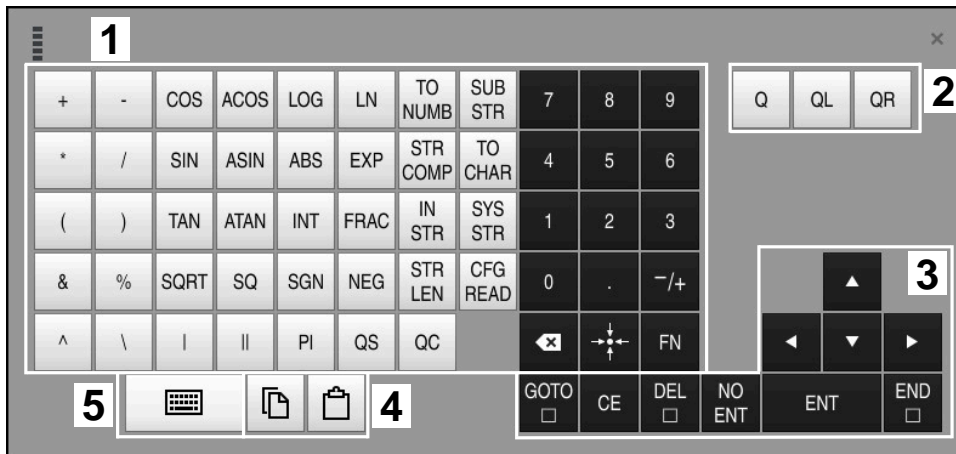 1
×
+ - COS ACOS LOG LN TO NUMB SUB STR 7 8 9 Q QL QR 2
* / SIN ASIN ABS EXP STR COMP TO CHAR 4 5 6
( ) TAN ATAN INT FRAC IN STR SYS STR 1 2 3
& % SQRT SQ SGN NEG STR LEN CFG READ 0 . −/+ 3
^ \ | || PI QS QC FN
5 4 GOTO CE DEL NO ENT ENT END